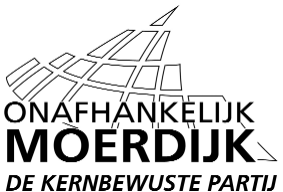 ONAFHANKELIJK
MOERDIJK
DE KERNBEWUSTE PARTIJ